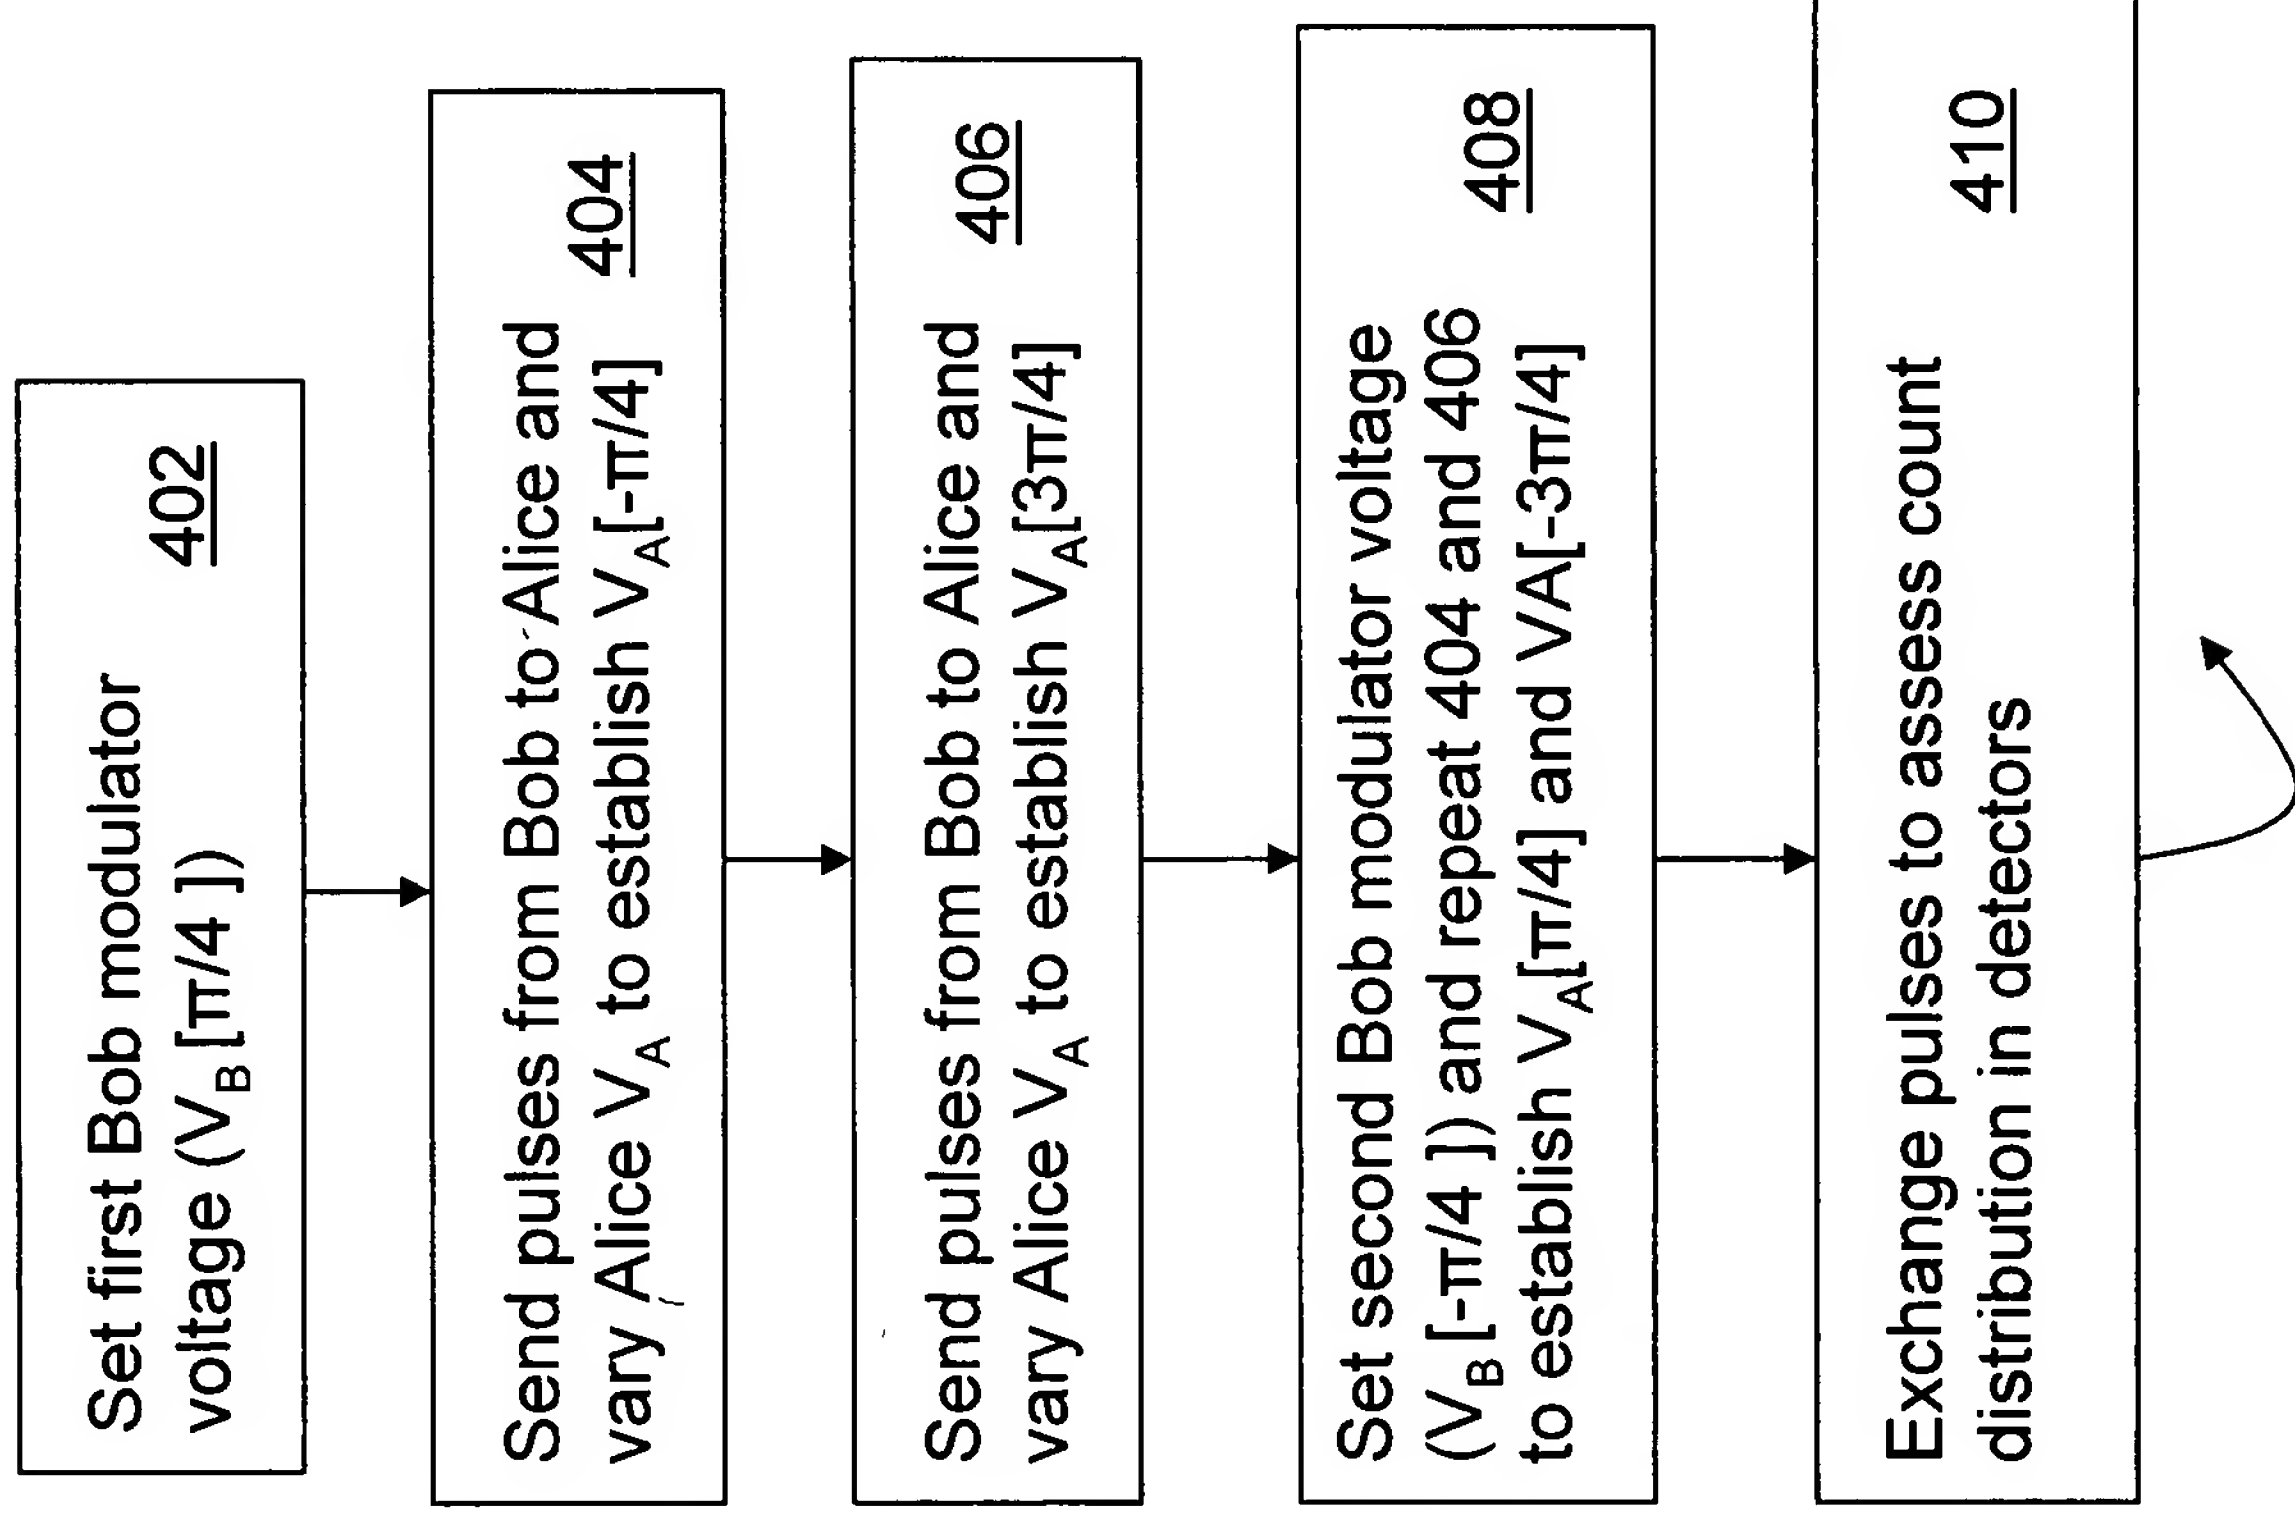 Set first Bob modulator
voltage (VB [π/4 ])
402
Send pulses from Bob to Alice and
vary Alice VA to establish VA[-π/4]
404
Send pulses from Bob to Alice and
vary Alice VA to establish VA[3π/4]
406
Set second Bob modulator voltage
(VB [-π/4 ]) and repeat 404 and 406
to establish VA[π/4] and VA[-3π/4]
408
Exchange pulses to assess count
distribution in detectors
410